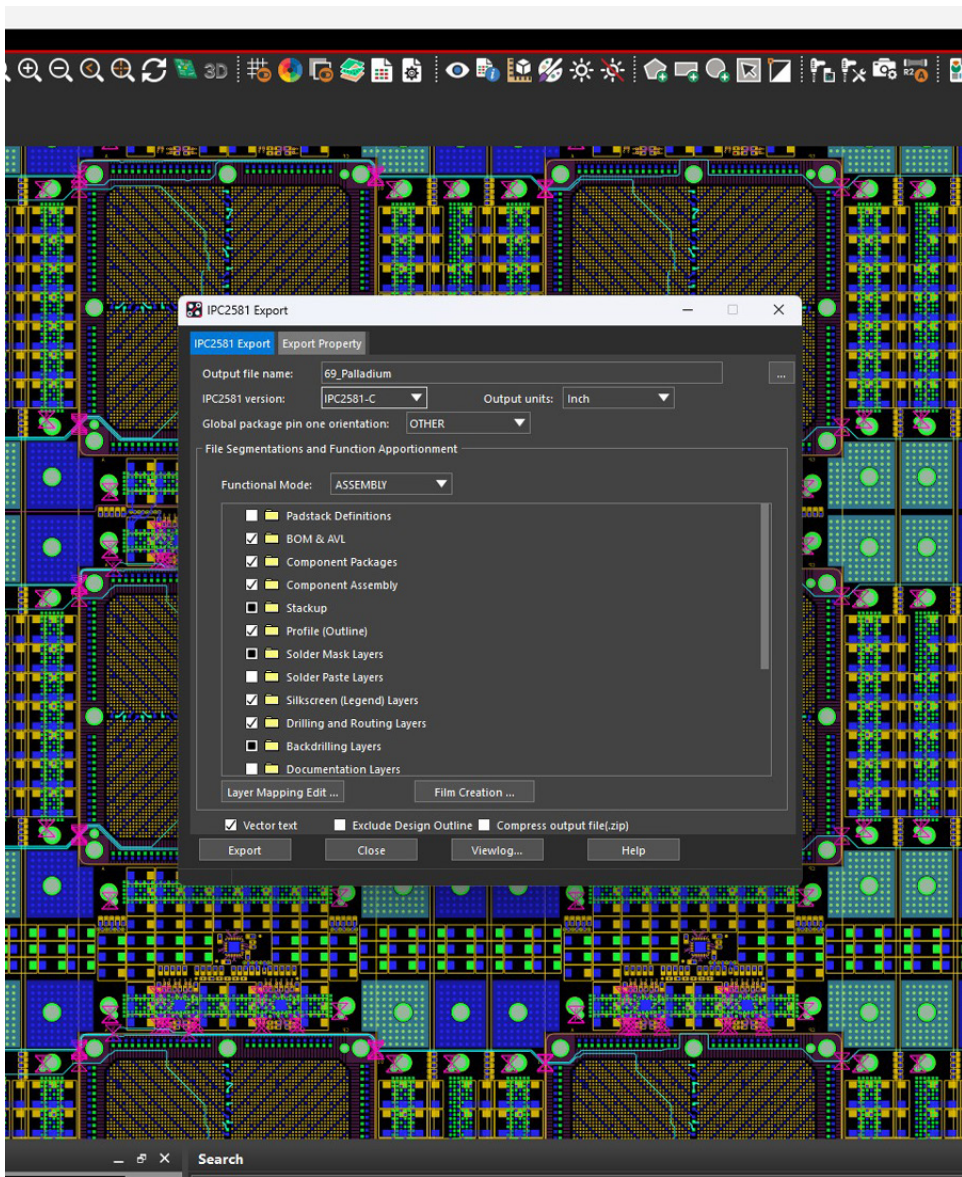 3D
R2
IPC2581 Export
IPC2581 Export Export Property
Output file name: 69_Palladium ...
IPC2581 version: IPC2581-C Output units: Inch
Global package pin one orientation: OTHER
File Segmentations and Function Apportionment
Functional Mode: ASSEMBLY
Padstack Definitions
BOM & AVL
Component Packages
Component Assembly
Stackup
Profile (Outline)
Solder Mask Layers
Solder Paste Layers
Silkscreen (Legend) Layers
Drilling and Routing Layers
Backdrilling Layers
Documentation Layers
Layer Mapping Edit ... Film Creation ...
Vector text Exclude Design Outline Compress output file(.zip)
Export Close Viewlog... Help
Search